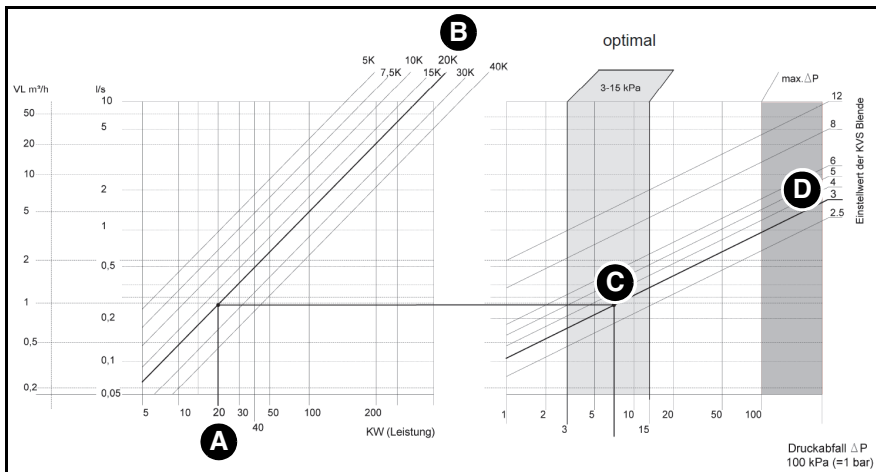 B
optimal
5K 7,5K 10K 15K 20K 30K 40K
3-15 kPa
max. Δ P
VL m³/h
l/s
50
20
10
5
2
1
0,5
0,2
10
5
2
1
0,5
0,2
0,1
0,05
5 10 20 30 40 50 100 200
KW (Leistung)
A
C
D
12
8
6
5
4
3
2.5
Einstellwert der KVS Blende
1 2 3 5 10 15 20 50 100
Druckabfall Δ P
100 kPa (=1 bar)